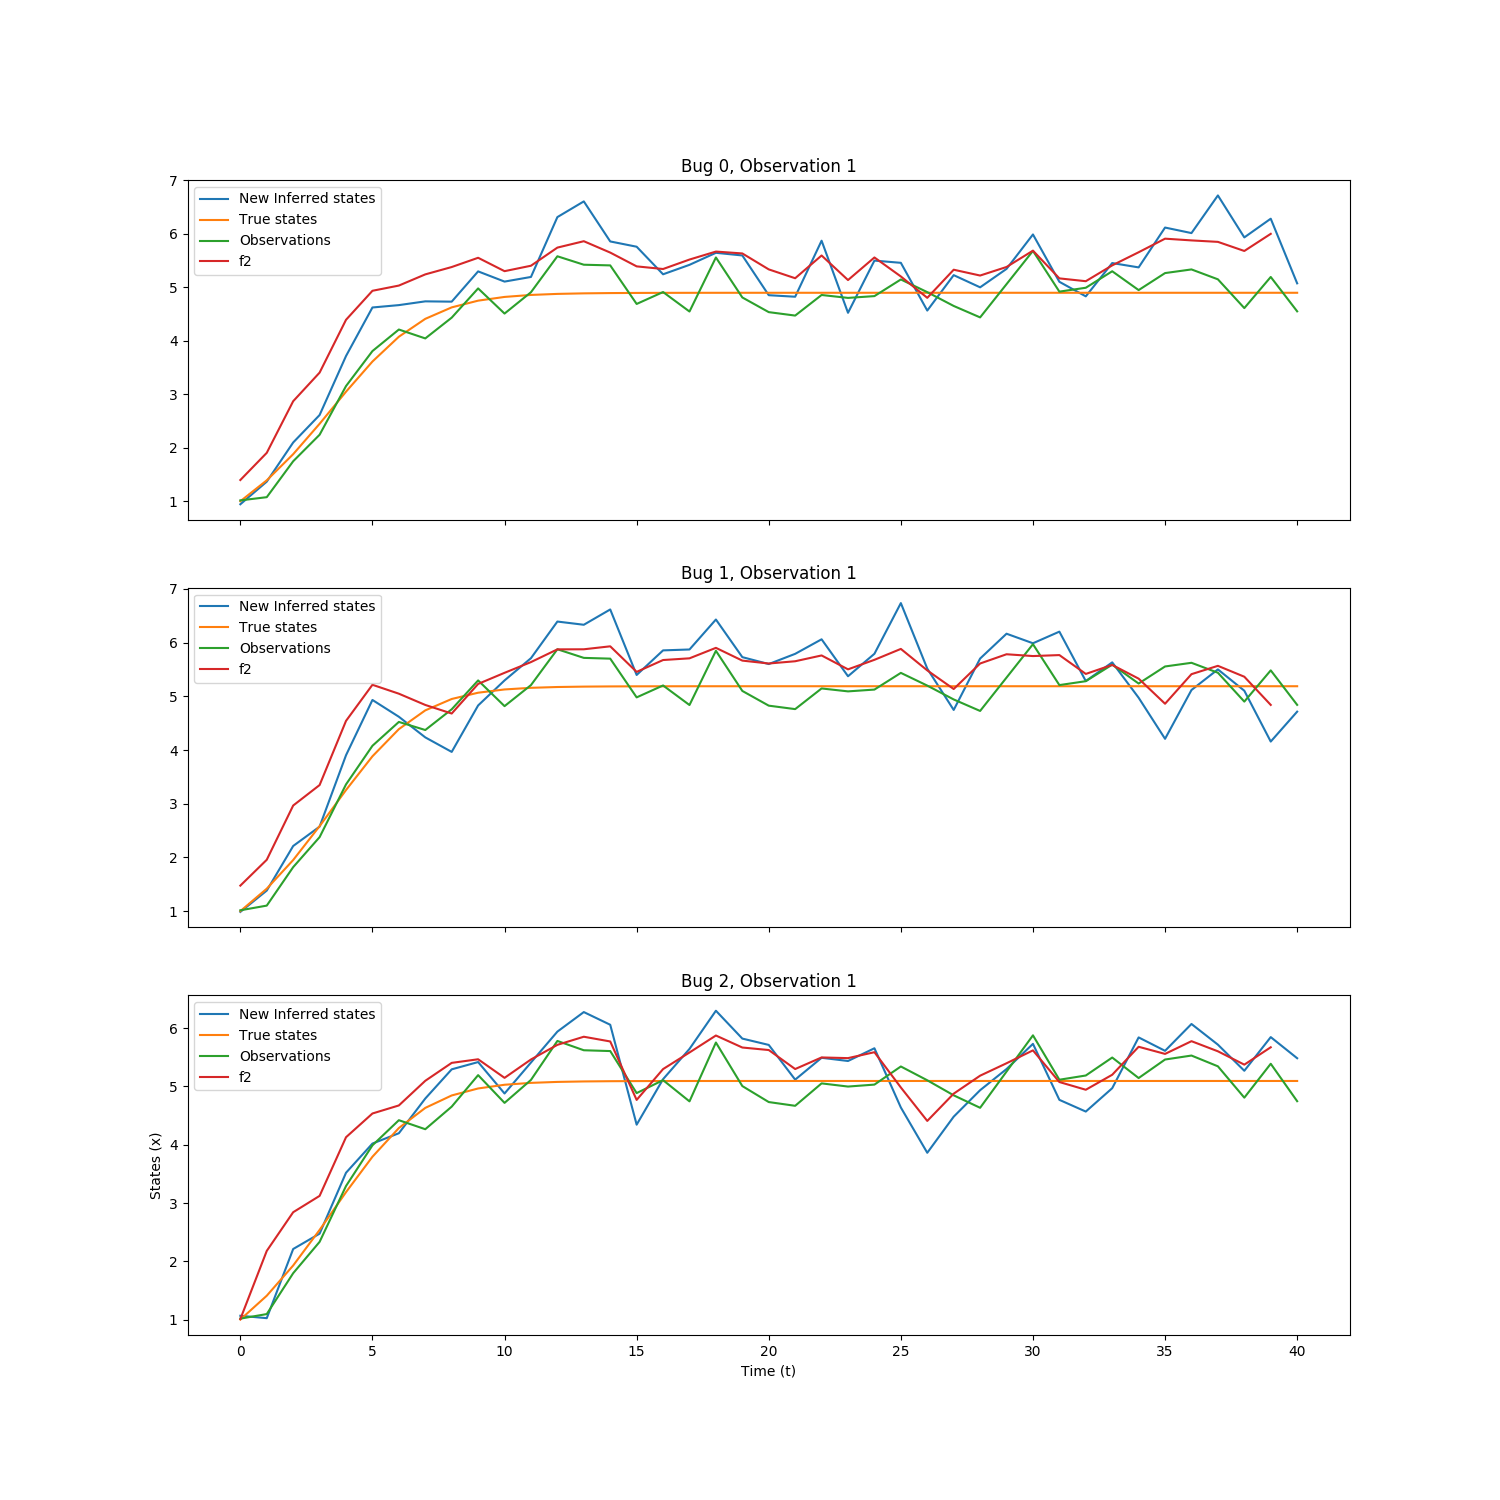 Bug 0, Observation 1
7
6
5
4
3
2
1
New Inferred states
True states
Observations
f2
Bug 1, Observation 1
7
6
5
4
3
2
1
New Inferred states
True states
Observations
f2
Bug 2, Observation 1
6
5
4
3
2
1
States (x)
New Inferred states
True states
Observations
f2
0 5 10 15 20 25 30 35 40
Time (t)